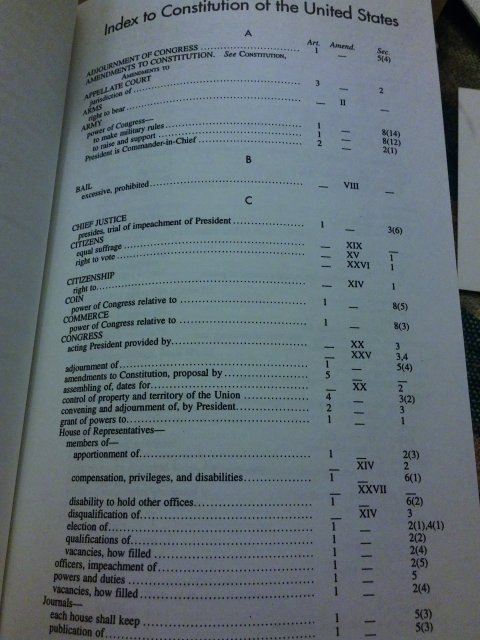 Index to Constitution of the United States
A
Art. Amend. Sec.
ADJOURNMENT OF CONGRESS 1 — 5(4)
AMENDMENTS TO CONSTITUTION. See CONSTITUTION,
AMENDMENTS TO
APPELLATE COURT
jurisdiction of 3 — 2
ARMS
right to bear — II —
ARMY
power of Congress—
to make military rules 1 — 8(14)
to raise and support 1 — 8(12)
President is Commander-in-Chief 2 — 2(1)
B
BAIL
excessive, prohibited — VIII —
C
CHIEF JUSTICE
presides, trial of impeachment of President 1 — 3(6)
CITIZENS
equal suffrage — XIX
right to vote — XV 1
— XXVI 1
CITIZENSHIP
right to — XIV 1
COIN
power of Congress relative to 1 — 8(5)
COMMERCE
power of Congress relative to 1 — 8(3)
CONGRESS
acting President provided by — XX 3
— XXV 3,4
adjournment of 1 — 5(4)
amendments to Constitution, proposal by 5 — —
assembling of, dates for — XX 2
control of property and territory of the Union 4 — 3(2)
convening and adjournment of, by President 2 — 3
grant of powers to 1 — 1
House of Representatives—
members of—
apportionment of 1 — 2(3)
— XIV 2
compensation, privileges, and disabilities 1 — 6(1)
— XXVII —
disability to hold other offices 1 — 6(2)
disqualification of — XIV 3
election of 1 — 2(1),4(1)
qualifications of 1 — 2(2)
vacancies, how filled 1 — 2(4)
officers, impeachment of 1 — 2(5)
powers and duties 1 — 5
vacancies, how filled 1 — 2(4)
Journals—
each house shall keep 1 — 5(3)
publication of 1 — 5(3)